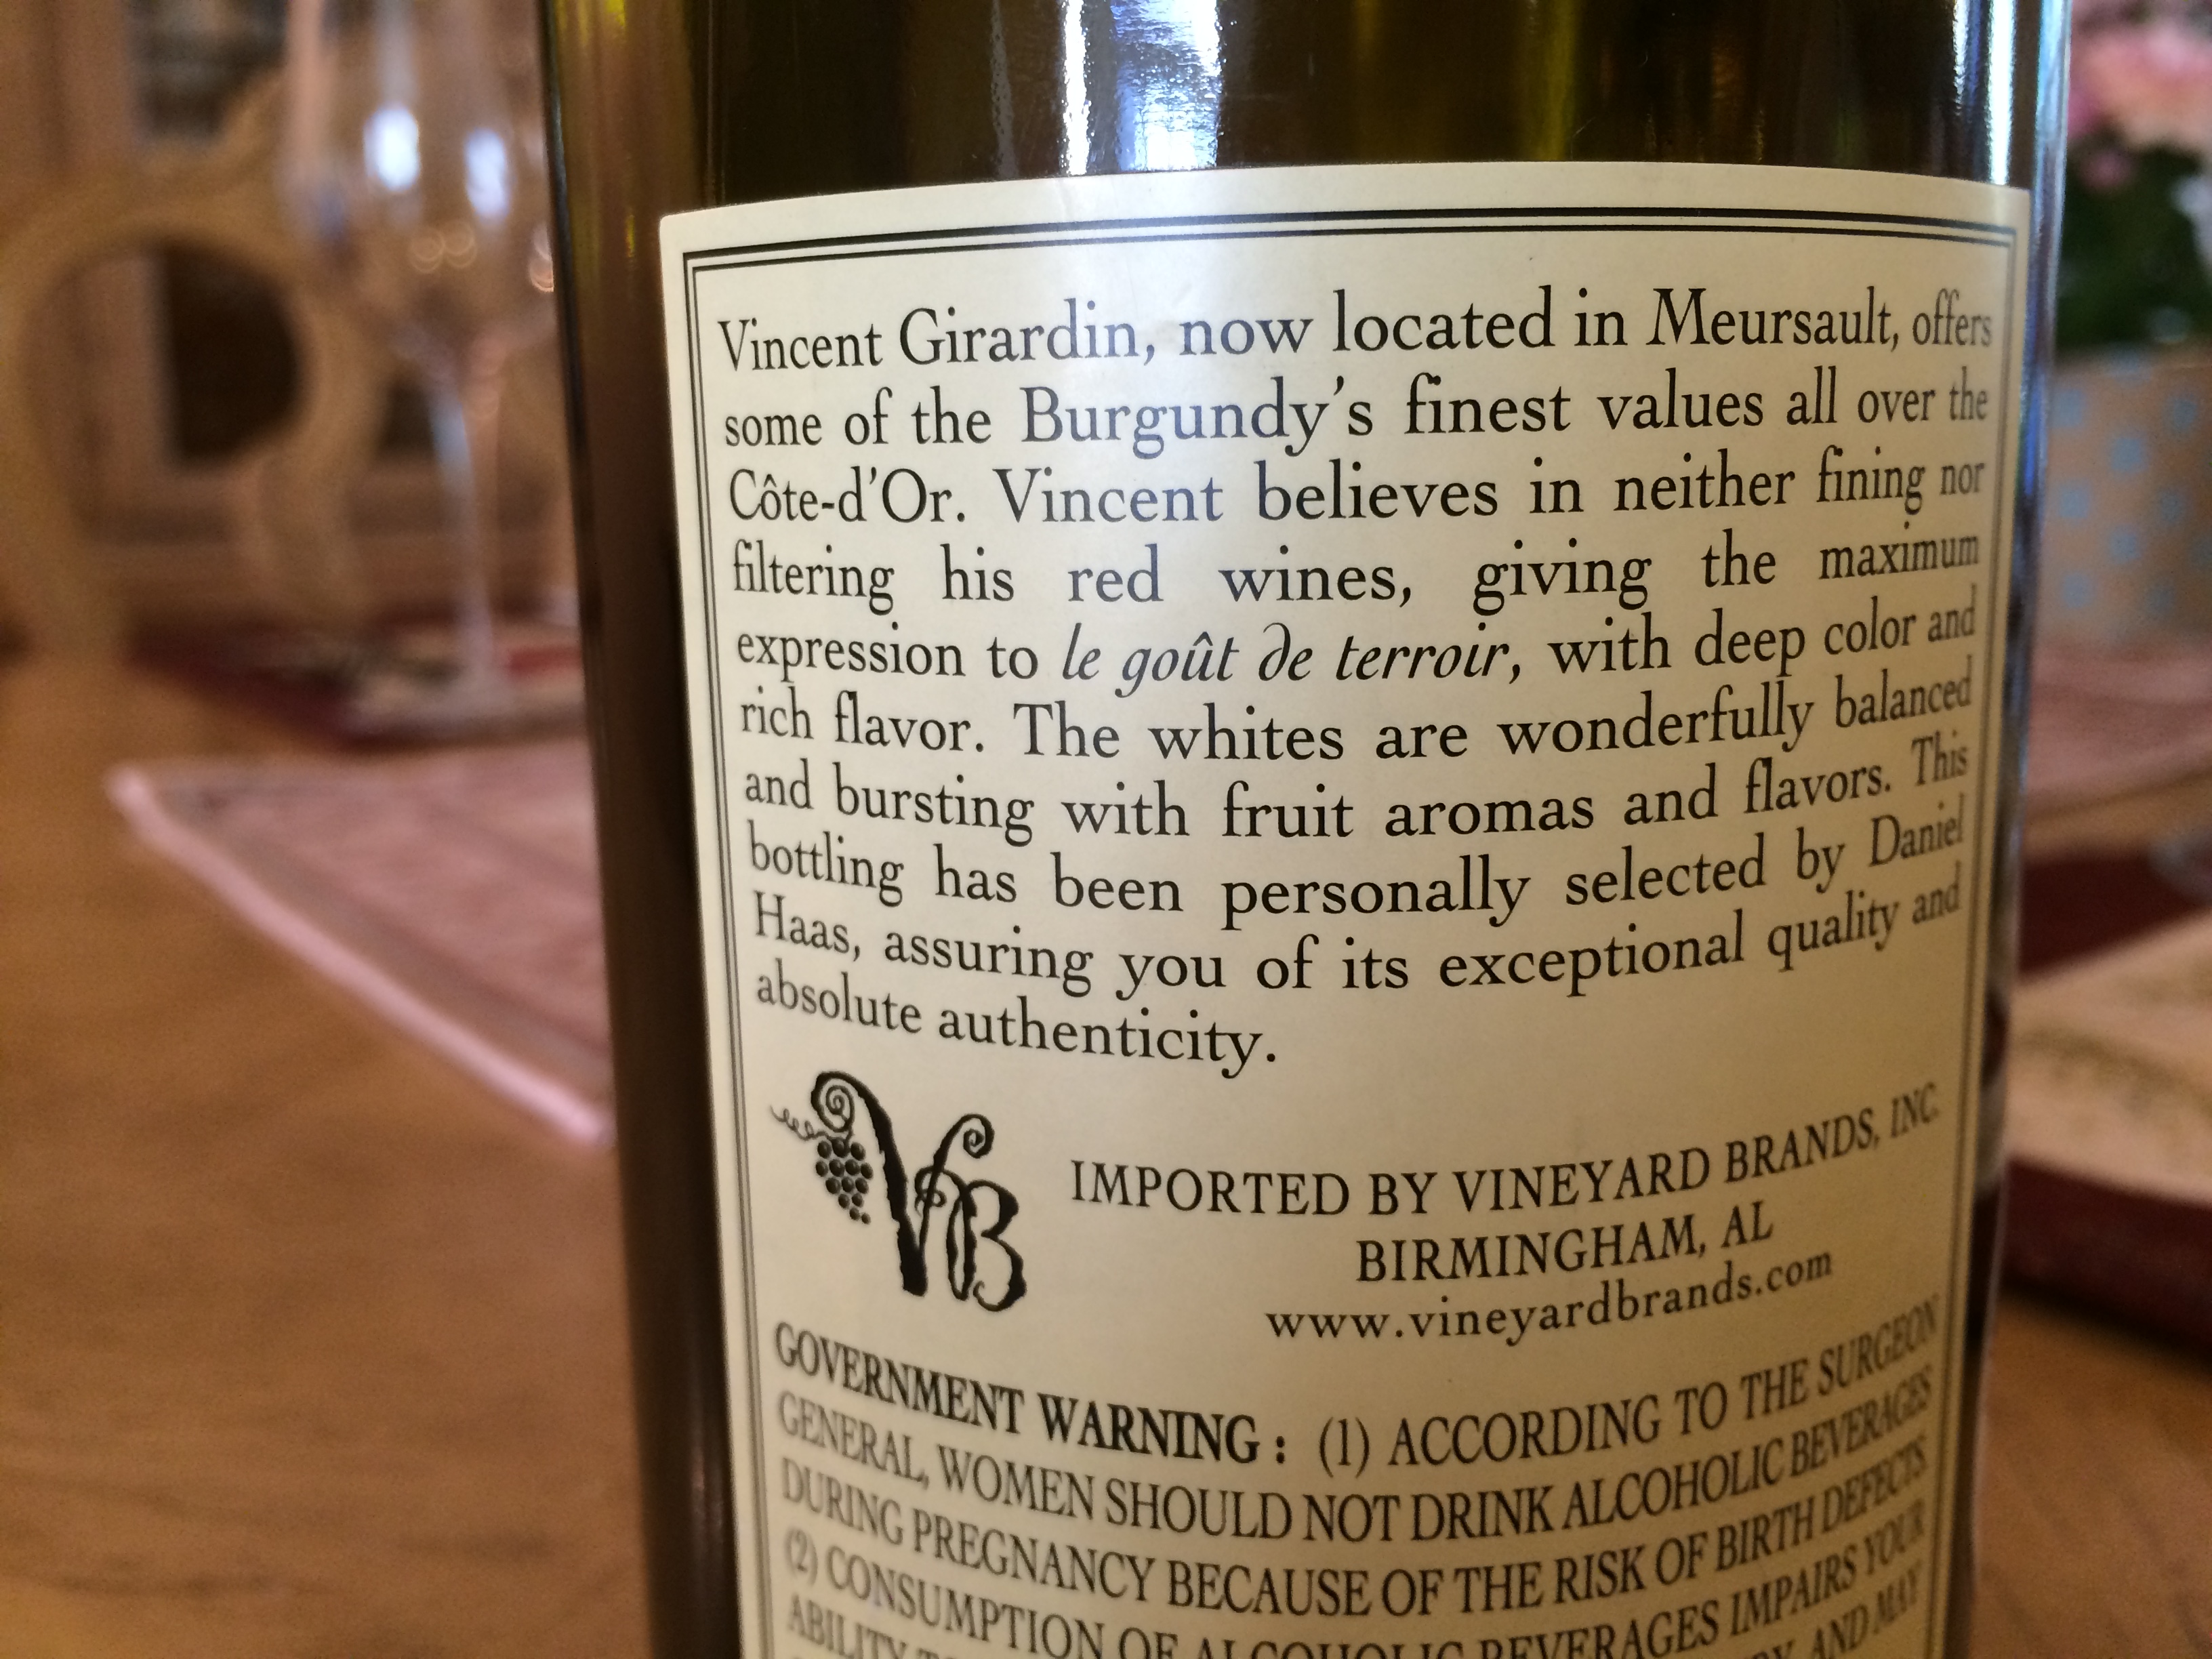 Vincent Girardin, now located in Meursault, offers
some of the Burgundy's finest values all over the
Côte-d'Or. Vincent believes in neither fining nor
filtering his red wines, giving the maximum
expression to le goût de terroir, with deep color and
rich flavor. The whites are wonderfully balanced
and bursting with fruit aromas and flavors. This
bottling has been personally selected by Daniel
Haas, assuring you of its exceptional quality and
absolute authenticity.
VB
IMPORTED BY VINEYARD BRANDS, INC.
BIRMINGHAM, AL
www.vineyardbrands.com
GOVERNMENT WARNING : (1) ACCORDING TO THE SURGEON
GENERAL, WOMEN SHOULD NOT DRINK ALCOHOLIC BEVERAGES
DURING PREGNANCY BECAUSE OF THE RISK OF BIRTH DEFECTS
(2) CONSUMPTION OF ALCOHOLIC BEVERAGES IMPAIRS YOUR
ABILITY AND MAY